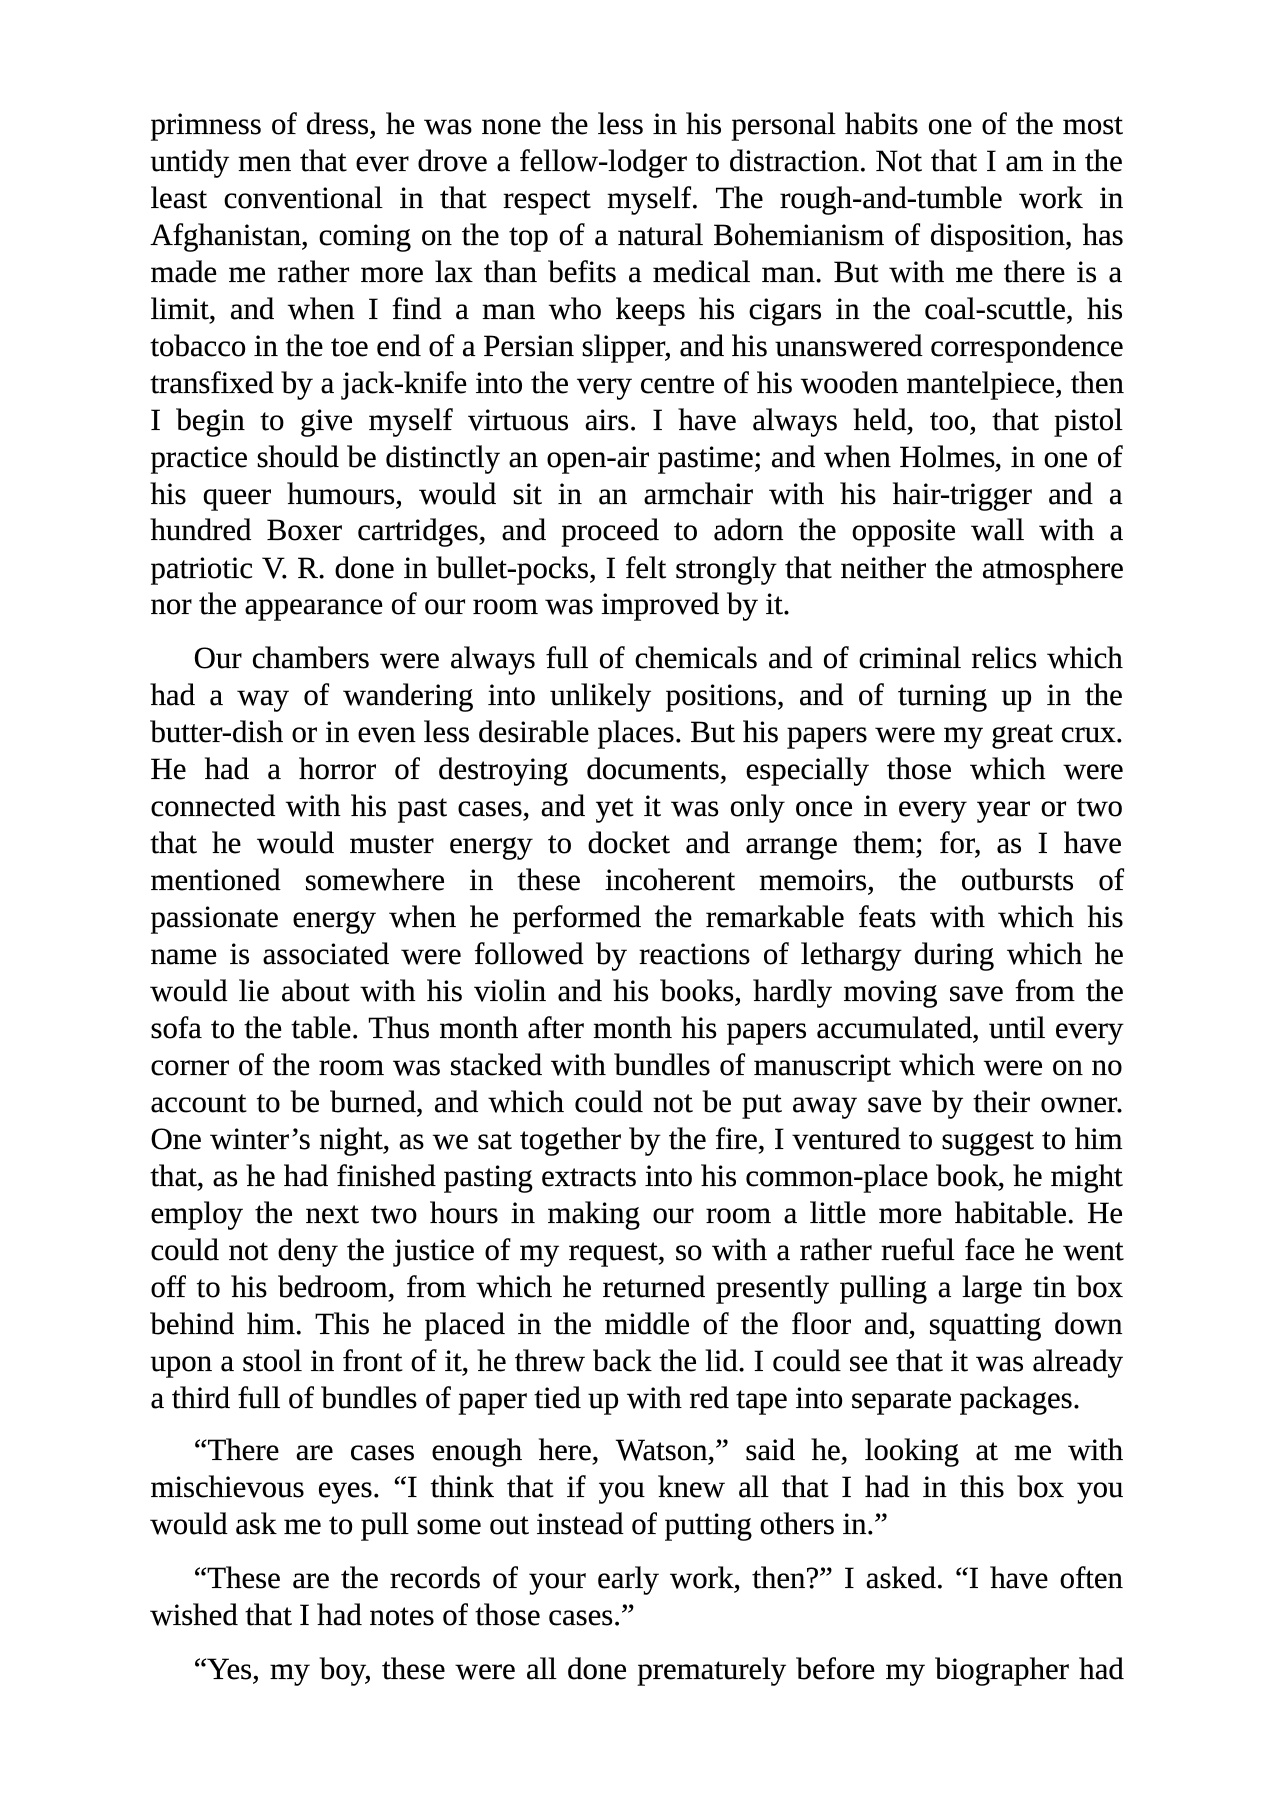 primness of dress, he was none the less in his personal habits one of the most
untidy men that ever drove a fellow-lodger to distraction. Not that I am in the
least conventional in that respect myself. The rough-and-tumble work in
Afghanistan, coming on the top of a natural Bohemianism of disposition, has
made me rather more lax than befits a medical man. But with me there is a
limit, and when I find a man who keeps his cigars in the coal-scuttle, his
tobacco in the toe end of a Persian slipper, and his unanswered correspondence
transfixed by a jack-knife into the very centre of his wooden mantelpiece, then
I begin to give myself virtuous airs. I have always held, too, that pistol
practice should be distinctly an open-air pastime; and when Holmes, in one of
his queer humours, would sit in an armchair with his hair-trigger and a
hundred Boxer cartridges, and proceed to adorn the opposite wall with a
patriotic V. R. done in bullet-pocks, I felt strongly that neither the atmosphere
nor the appearance of our room was improved by it.
Our chambers were always full of chemicals and of criminal relics which
had a way of wandering into unlikely positions, and of turning up in the
butter-dish or in even less desirable places. But his papers were my great crux.
He had a horror of destroying documents, especially those which were
connected with his past cases, and yet it was only once in every year or two
that he would muster energy to docket and arrange them; for, as I have
mentioned somewhere in these incoherent memoirs, the outbursts of
passionate energy when he performed the remarkable feats with which his
name is associated were followed by reactions of lethargy during which he
would lie about with his violin and his books, hardly moving save from the
sofa to the table. Thus month after month his papers accumulated, until every
corner of the room was stacked with bundles of manuscript which were on no
account to be burned, and which could not be put away save by their owner.
One winter’s night, as we sat together by the fire, I ventured to suggest to him
that, as he had finished pasting extracts into his common-place book, he might
employ the next two hours in making our room a little more habitable. He
could not deny the justice of my request, so with a rather rueful face he went
off to his bedroom, from which he returned presently pulling a large tin box
behind him. This he placed in the middle of the floor and, squatting down
upon a stool in front of it, he threw back the lid. I could see that it was already
a third full of bundles of paper tied up with red tape into separate packages.
“There are cases enough here, Watson,” said he, looking at me with
mischievous eyes. “I think that if you knew all that I had in this box you
would ask me to pull some out instead of putting others in.”
“These are the records of your early work, then?” I asked. “I have often
wished that I had notes of those cases.”
“Yes, my boy, these were all done prematurely before my biographer had